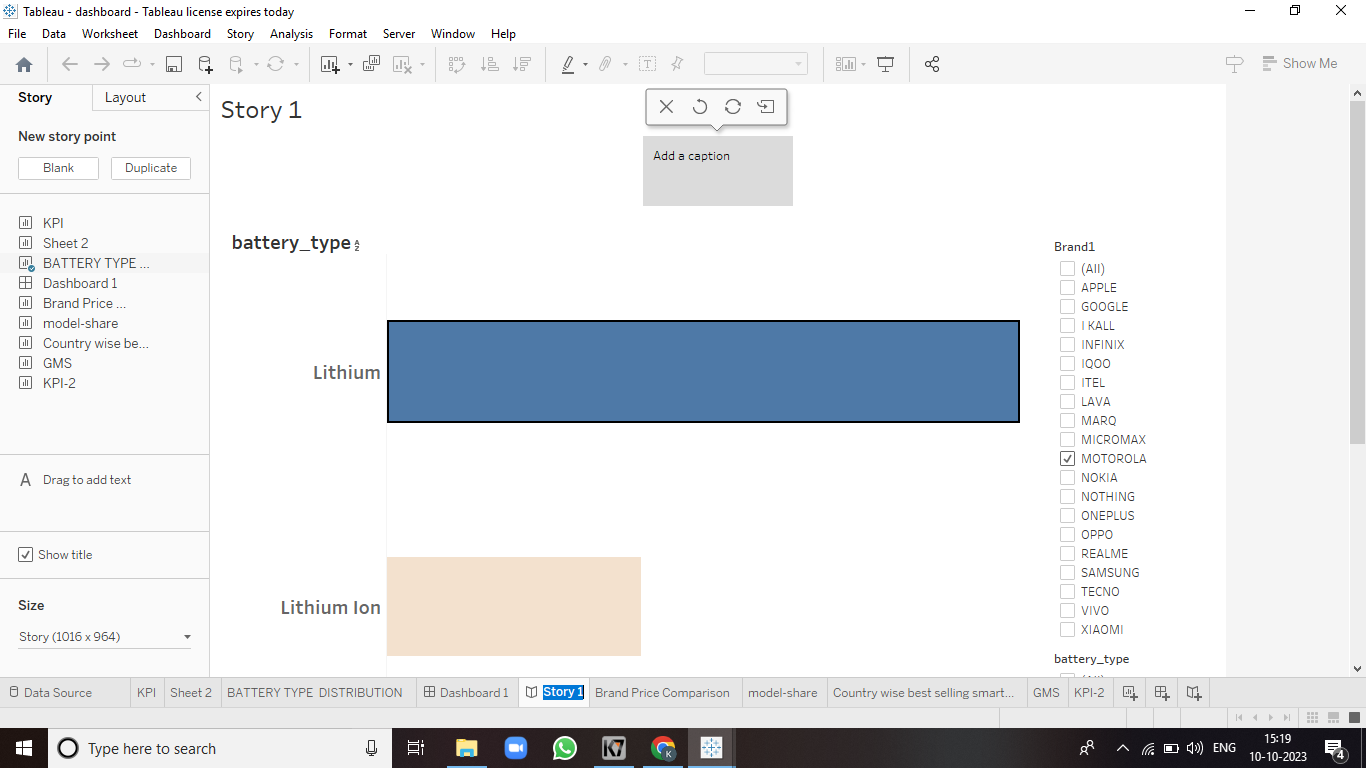 Tableau - dashboard - Tableau license expires today
File Data Worksheet Dashboard Story Analysis Format Server Window Help
Show Me
Story Layout
New story point
Blank Duplicate
KPI
Sheet 2
BATTERY TYPE ...
Dashboard 1
Brand Price ...
model-share
Country wise be...
GMS
KPI-2
A Drag to add text
Show title
Size
Story (1016 x 964)
Story 1
Add a caption
battery_type
Lithium
Lithium Ion
Brand1
(All)
APPLE
GOOGLE
I KALL
INFINIX
IQOO
ITEL
LAVA
MARQ
MICROMAX
MOTOROLA
NOKIA
NOTHING
ONEPLUS
OPPO
REALME
SAMSUNG
TECNO
VIVO
XIAOMI
battery_type
Data Source KPI Sheet 2 BATTERY TYPE DISTRIBUTION Dashboard 1 Story 1 Brand Price Comparison model-share Country wise best selling smart... GMS KPI-2
Type here to search
ENG
15:19
10-10-2023
4